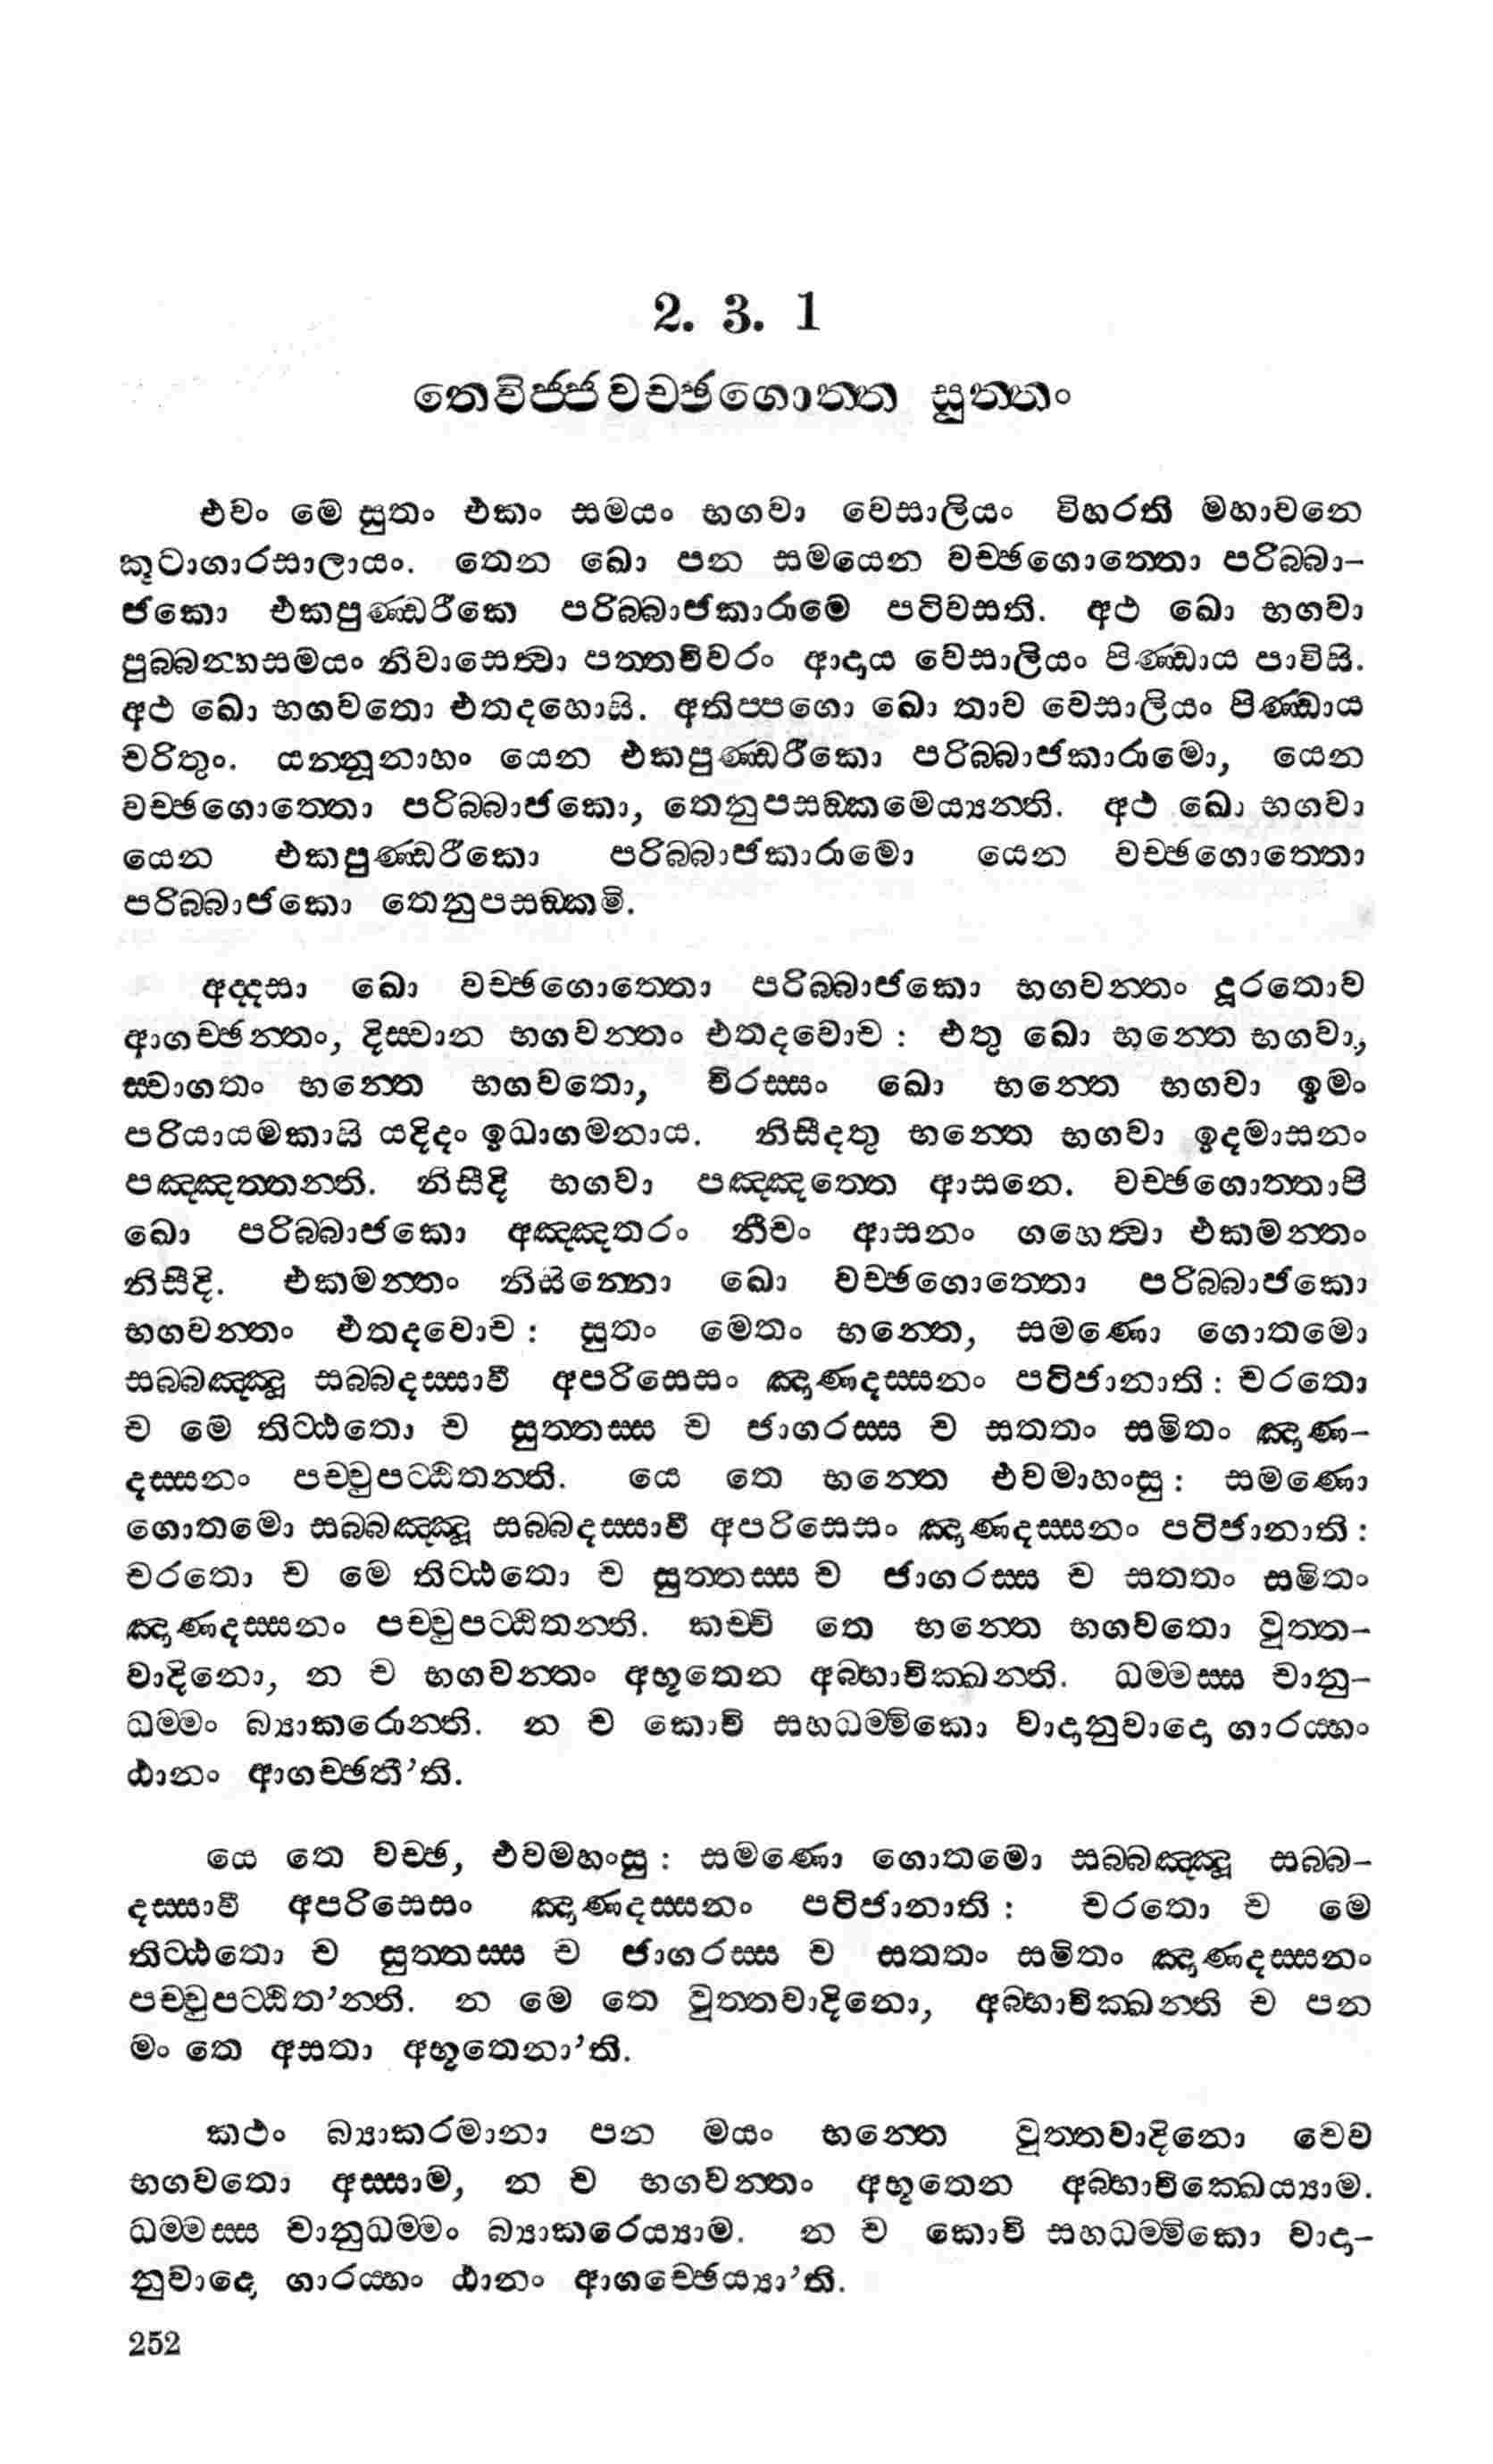 2. 3. 1
තෙවිජ්ජවච්ඡගොත්ත සුත්තං
එවං මෙ සුතං එකං සමයං භගවා වෙසාලියං විහරති මහාවනෙ
කූටාගාරසාලායං. තෙන ඛො පන සමයෙන වච්ඡගොත්තො පරිබ්බා-
ජකො එකපුණ්ඩරීකෙ පරිබ්බාජකාරාමෙ පටිවසති. අථ ඛො භගවා
පුබ්බන්හසමයං නිවාසෙත්වා පත්තචීවරං ආදාය වෙසාලියං පිණ්ඩාය පාවිසි.
අථ ඛො භගවතො එතදහොසි. අතිප්පගො ඛො තාව වෙසාලියං පිණ්ඩාය
චරිතුං. යන්නූනාහං යෙන එකපුණ්ඩරීකො පරිබ්බාජකාරාමො, යෙන
වච්ඡගොත්තො පරිබ්බාජකො, තෙනුපසඞ්කමෙය්‍යන්ති. අථ ඛො භගවා
යෙන එකපුණ්ඩරීකො පරිබ්බාජකාරාමො යෙන වච්ඡගොත්තො
පරිබ්බාජකො තෙනුපසඞ්කමි.
අද්දසා ඛො වච්ඡගොත්තො පරිබ්බාජකො භගවන්තං දූරතොව
ආගච්ඡන්තං, දිස්වාන භගවන්තං එතදවොච : එතු ඛො භන්තෙ භගවා,
ස්වාගතං භන්තෙ භගවතො, චිරස්සං ඛො භන්තෙ භගවා ඉමං
පරියායමකාසි යදිදං ඉධාගමනාය. නිසීදතු භන්තෙ භගවා ඉදමාසනං
පඤ්ඤත්තන්ති. නිසීදි භගවා පඤ්ඤත්තෙ ආසනෙ. වච්ඡගොත්තාපි
ඛො පරිබ්බාජකො අඤ්ඤතරං නීචං ආසනං ගහෙත්වා එකමන්තං
නිසීදි. එකමන්තං නිසින්නො ඛො වච්ඡගොත්තො පරිබ්බාජකො
භගවන්තං එතදවොච : සුතං මෙතං භන්තෙ, සමණො ගොතමො
සබ්බඤ්ඤූ සබ්බදස්සාවී අපරිසෙසං ඤාණදස්සනං පටිජානාති : චරතො
ච මෙ තිට්ඨතො ච සුත්තස්ස ච ජාගරස්ස ච සතතං සමිතං ඤාණ-
දස්සනං පච්චුපට්ඨිතන්ති. යෙ තෙ භන්තෙ එවමාහංසු : සමණො
ගොතමො සබ්බඤ්ඤූ සබ්බදස්සාවී අපරිසෙසං ඤාණදස්සනං පටිජානාති :
චරතො ච මෙ තිට්ඨතො ච සුත්තස්ස ච ජාගරස්ස ච සතතං සමිතං
ඤාණදස්සනං පච්චුපට්ඨිතන්ති. කච්චි තෙ භන්තෙ භගවතො වුත්ත-
වාදිනො, න ච භගවන්තං අභූතෙන අබ්භාචික්ඛන්ති. ධම්මස්ස චානු-
ධම්මං බ්‍යාකරොන්ති. න ච කොචි සහධම්මිකො වාදානුවාදො ගාරය්හං
ඨානං ආගච්ඡතී’ති.
යෙ තෙ වච්ඡ, එවමහංසු : සමණො ගොතමො සබ්බඤ්ඤූ සබ්බ-
දස්සාවී අපරිසෙසං ඤාණදස්සනං පටිජානාති : චරතො ච මෙ
තිට්ඨතො ච සුත්තස්ස ච ජාගරස්ස ච සතතං සමිතං ඤාණදස්සනං
පච්චුපට්ඨිත’න්ති. න මෙ තෙ වුත්තවාදිනො, අබ්භාචික්ඛන්ති ච පන
මං තෙ අසතා අභූතෙනා’ති.
කථං බ්‍යාකරමානා පන මයං භන්තෙ වුත්තවාදිනො චෙව
භගවතො අස්සාම, න ච භගවන්තං අභූතෙන අබ්භාචික්ඛෙය්‍යාම.
ධම්මස්ස චානුධම්මං බ්‍යාකරෙය්‍යාම. න ච කොචි සහධම්මිකො වාදා-
නුවාදො ගාරය්හං ඨානං ආගච්ඡෙය්‍යා’ති.
252